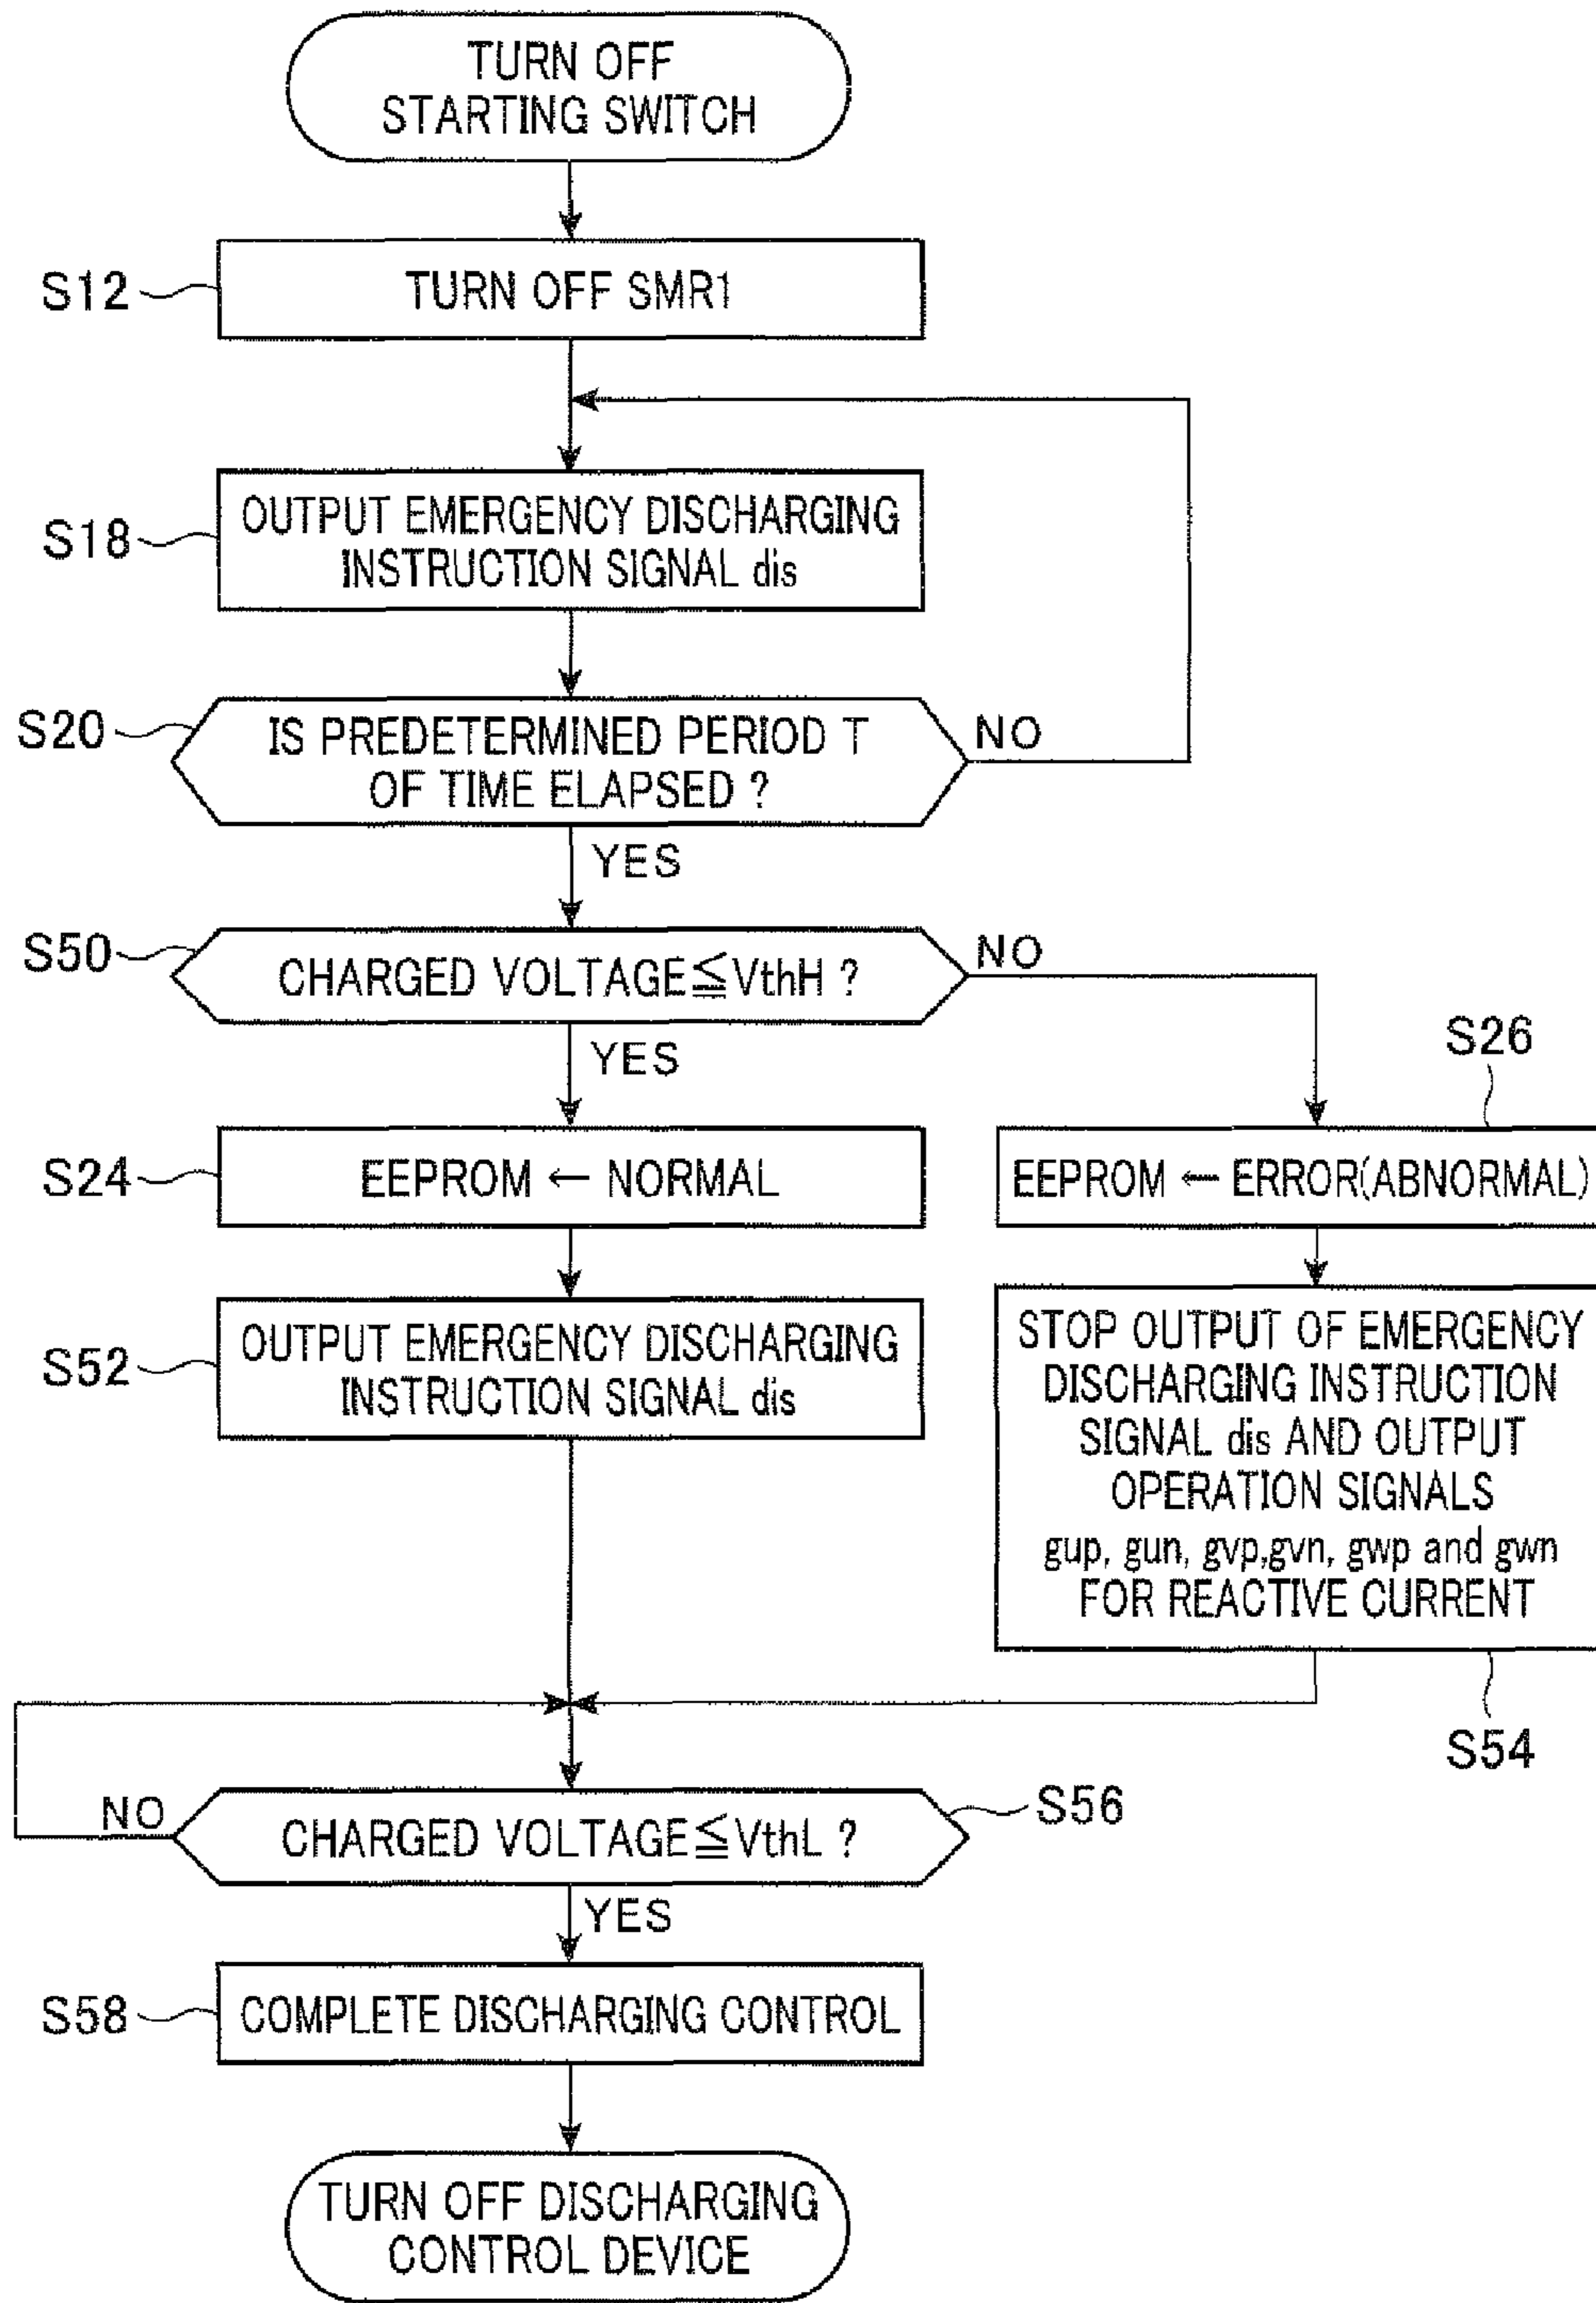 TURN OFF
STARTING SWITCH
S12
TURN OFF SMR1
S18
OUTPUT EMERGENCY DISCHARGING
INSTRUCTION SIGNAL dis
S20
IS PREDETERMINED PERIOD T
OF TIME ELAPSED ?
NO
YES
S50
CHARGED VOLTAGE≦VthH ?
NO
YES
S26
S24
EEPROM ← NORMAL
EEPROM ← ERROR(ABNORMAL)
S52
OUTPUT EMERGENCY DISCHARGING
INSTRUCTION SIGNAL dis
STOP OUTPUT OF EMERGENCY
DISCHARGING INSTRUCTION
SIGNAL dis AND OUTPUT
OPERATION SIGNALS
gup, gun, gvp,gvn, gwp and gwn
FOR REACTIVE CURRENT
S54
NO
CHARGED VOLTAGE≦VthL ?
S56
YES
S58
COMPLETE DISCHARGING CONTROL
TURN OFF DISCHARGING
CONTROL DEVICE